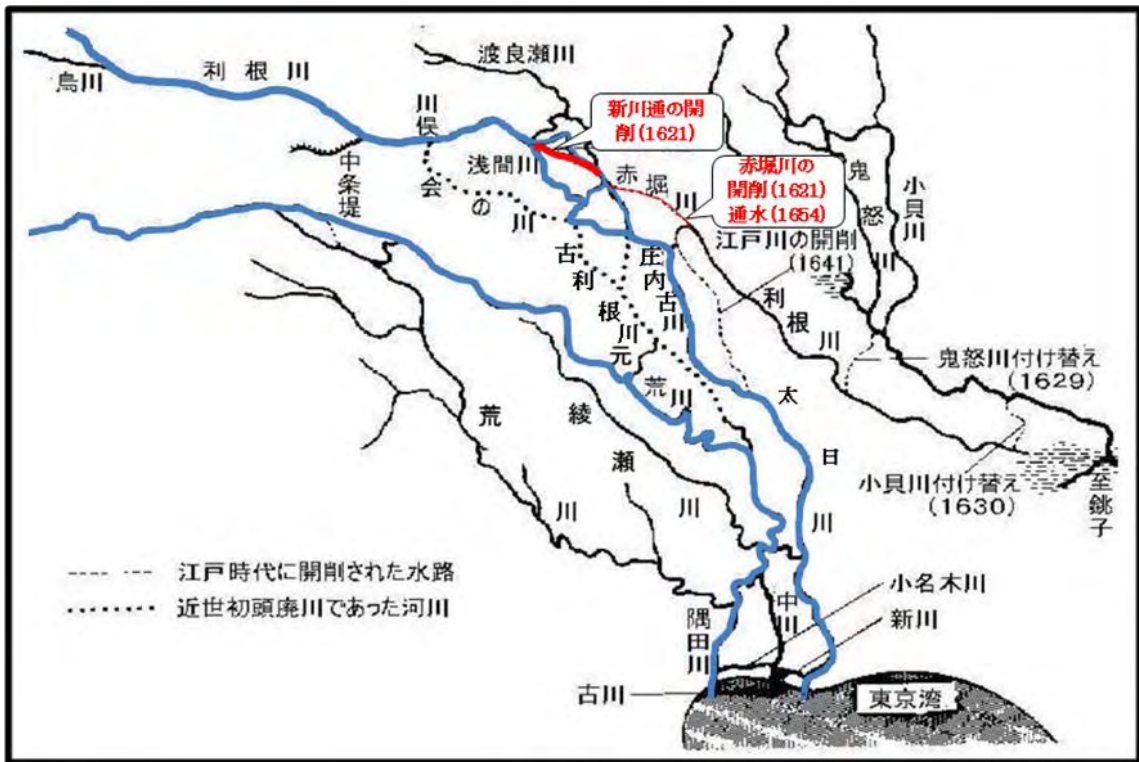 烏川
利根川
渡良瀬川
新川通の開
削(1621)
川俣
浅間川
会の川
中条堤
赤堀川
赤堀川の
開削(1621)
通水(1654)
鬼怒川
小貝川
江戸川の開削
(1641)
古利根川
庄内古川
利根川
元荒川
鬼怒川付け替え
(1629)
太日川
荒川
綾瀬川
小貝川付け替え
(1630)
至銚子
江戸時代に開削された水路
近世初頭廃川であった河川
隅田川
中川
小名木川
新川
古川
東京湾